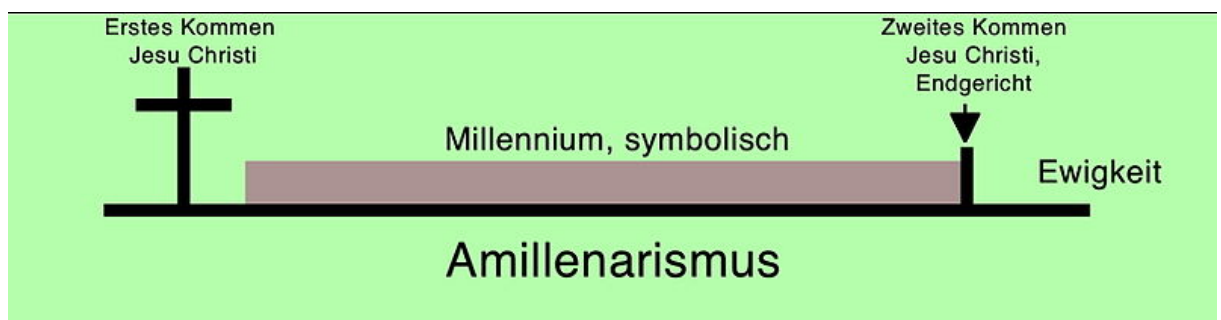 Erstes Kommen
Jesu Christi
Zweites Kommen
Jesu Christi,
Endgericht
Millennium, symbolisch
Ewigkeit
Amillenarismus